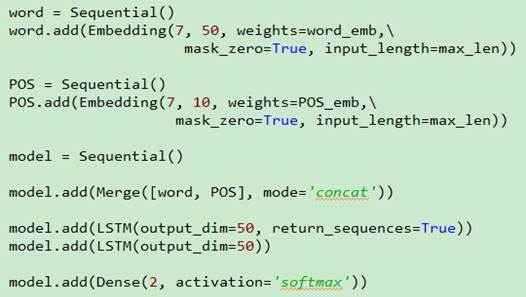 word = Sequential()
word.add(Embedding(7, 50, weights=word_emb,\
mask_zero=True, input_length=max_len))
POS = Sequential()
POS.add(Embedding(7, 10, weights=POS_emb,\
mask_zero=True, input_length=max_len))
model = Sequential()
model.add(Merge([word, POS], mode='concat'))
model.add(LSTM(output_dim=50, return_sequences=True))
model.add(LSTM(output_dim=50))
model.add(Dense(2, activation='softmax'))